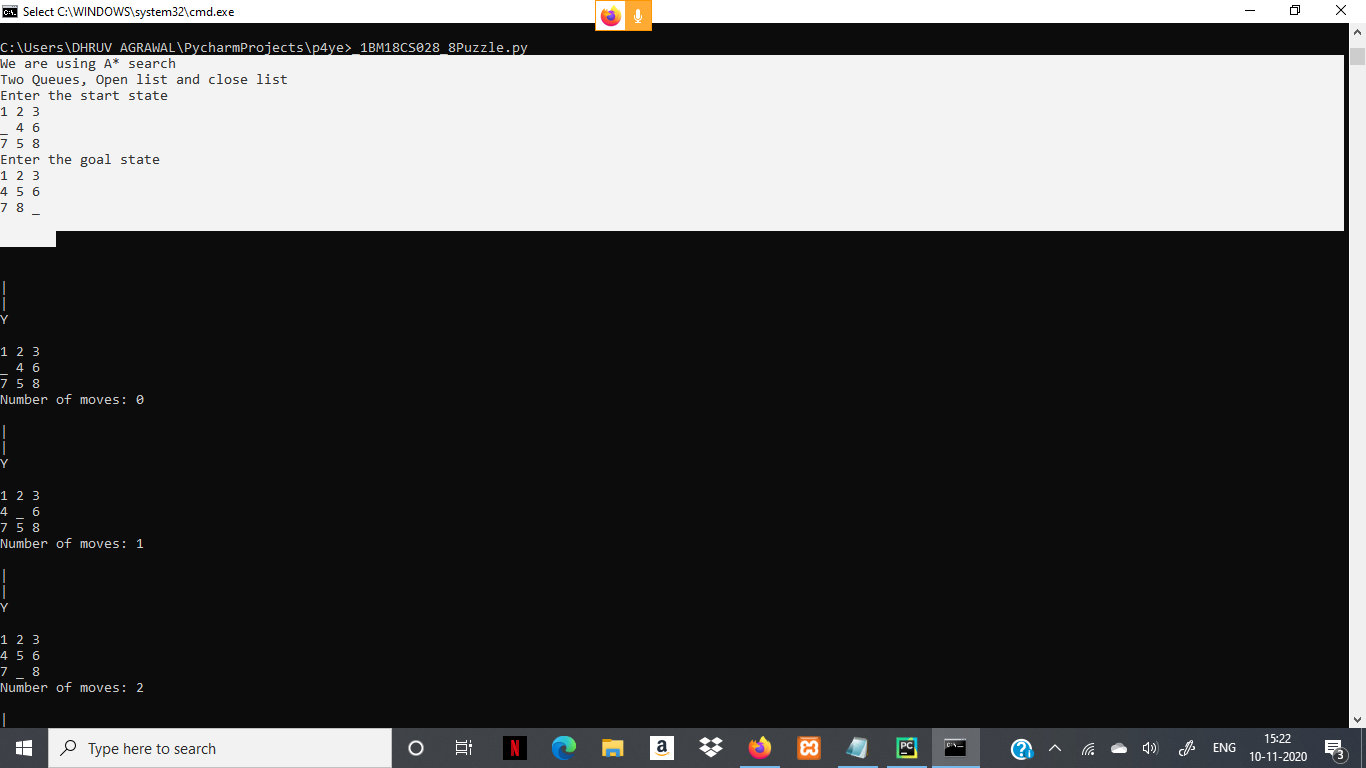 Select C:\WINDOWS\system32\cmd.exe
C:\Users\DHRUV AGRAWAL\PycharmProjects\p4ye>_1BM18CS028_8Puzzle.py
We are using A* search
Two Queues, Open list and close list
Enter the start state
1 2 3
_ 4 6
7 5 8
Enter the goal state
1 2 3
4 5 6
7 8 _
|
|
Y
1 2 3
_ 4 6
7 5 8
Number of moves: 0
|
|
Y
1 2 3
4 _ 6
7 5 8
Number of moves: 1
|
|
Y
1 2 3
4 5 6
7 _ 8
Number of moves: 2
|
Type here to search
N
a
PC
ENG
15:22
10-11-2020
3